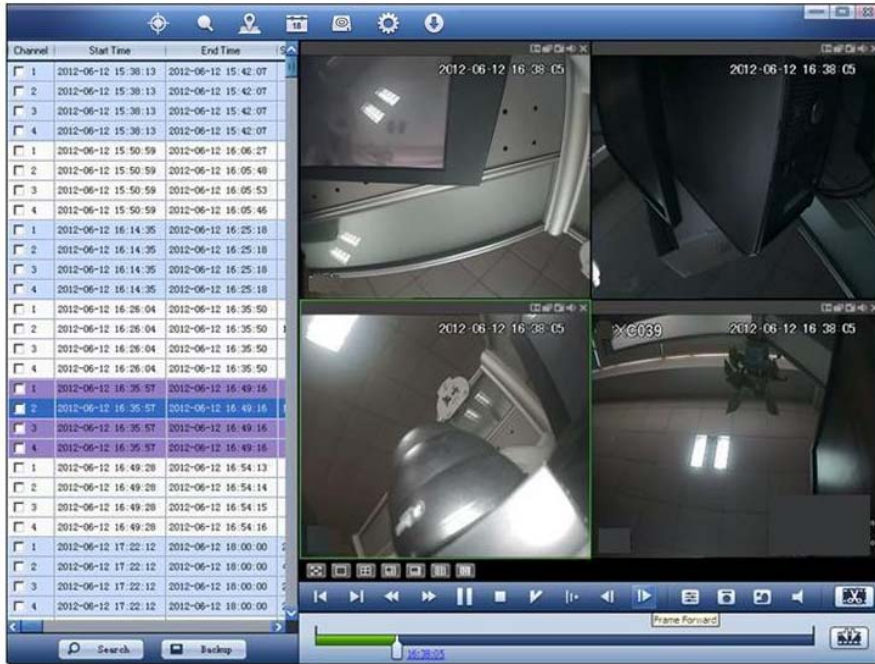 18
Channel Start Time End Time S
1 2012-06-12 15:38:13 2012-06-12 15:42:07
2 2012-06-12 15:38:13 2012-06-12 15:42:07
3 2012-06-12 15:38:13 2012-06-12 15:42:07
4 2012-06-12 15:38:13 2012-06-12 15:42:07
1 2012-06-12 15:50:59 2012-06-12 16:06:27
2 2012-06-12 15:50:59 2012-06-12 16:05:48
3 2012-06-12 15:50:59 2012-06-12 16:05:53
4 2012-06-12 15:50:59 2012-06-12 16:05:46
1 2012-06-12 16:14:35 2012-06-12 16:25:18
2 2012-06-12 16:14:35 2012-06-12 16:25:18
3 2012-06-12 16:14:35 2012-06-12 16:25:18
4 2012-06-12 16:14:35 2012-06-12 16:25:18
1 2012-06-12 16:26:04 2012-06-12 16:35:50
2 2012-06-12 16:26:04 2012-06-12 16:35:50 1
3 2012-06-12 16:26:04 2012-06-12 16:35:50
4 2012-06-12 16:26:04 2012-06-12 16:35:50
1 2012-06-12 16:35:57 2012-06-12 16:49:16
2 2012-06-12 16:35:57 2012-06-12 16:49:16 1
3 2012-06-12 16:35:57 2012-06-12 16:49:16
4 2012-06-12 16:35:57 2012-06-12 16:49:16
1 2012-06-12 16:49:28 2012-06-12 16:54:13
2 2012-06-12 16:49:28 2012-06-12 16:54:14
3 2012-06-12 16:49:28 2012-06-12 16:54:15
4 2012-06-12 16:49:28 2012-06-12 16:54:16
1 2012-06-12 17:22:12 2012-06-12 18:00:00 2
2 2012-06-12 17:22:12 2012-06-12 18:00:00
3 2012-06-12 17:22:12 2012-06-12 18:00:00 2
4 2012-06-12 17:22:12 2012-06-12 18:00:00 2
Search Backup
2012-06-12 16:38:05
2012-06-12 16:38:05
2012-06-12 16:38:05
XC039 2012-06-12 16:38:05
Frame Forward
16:38:05